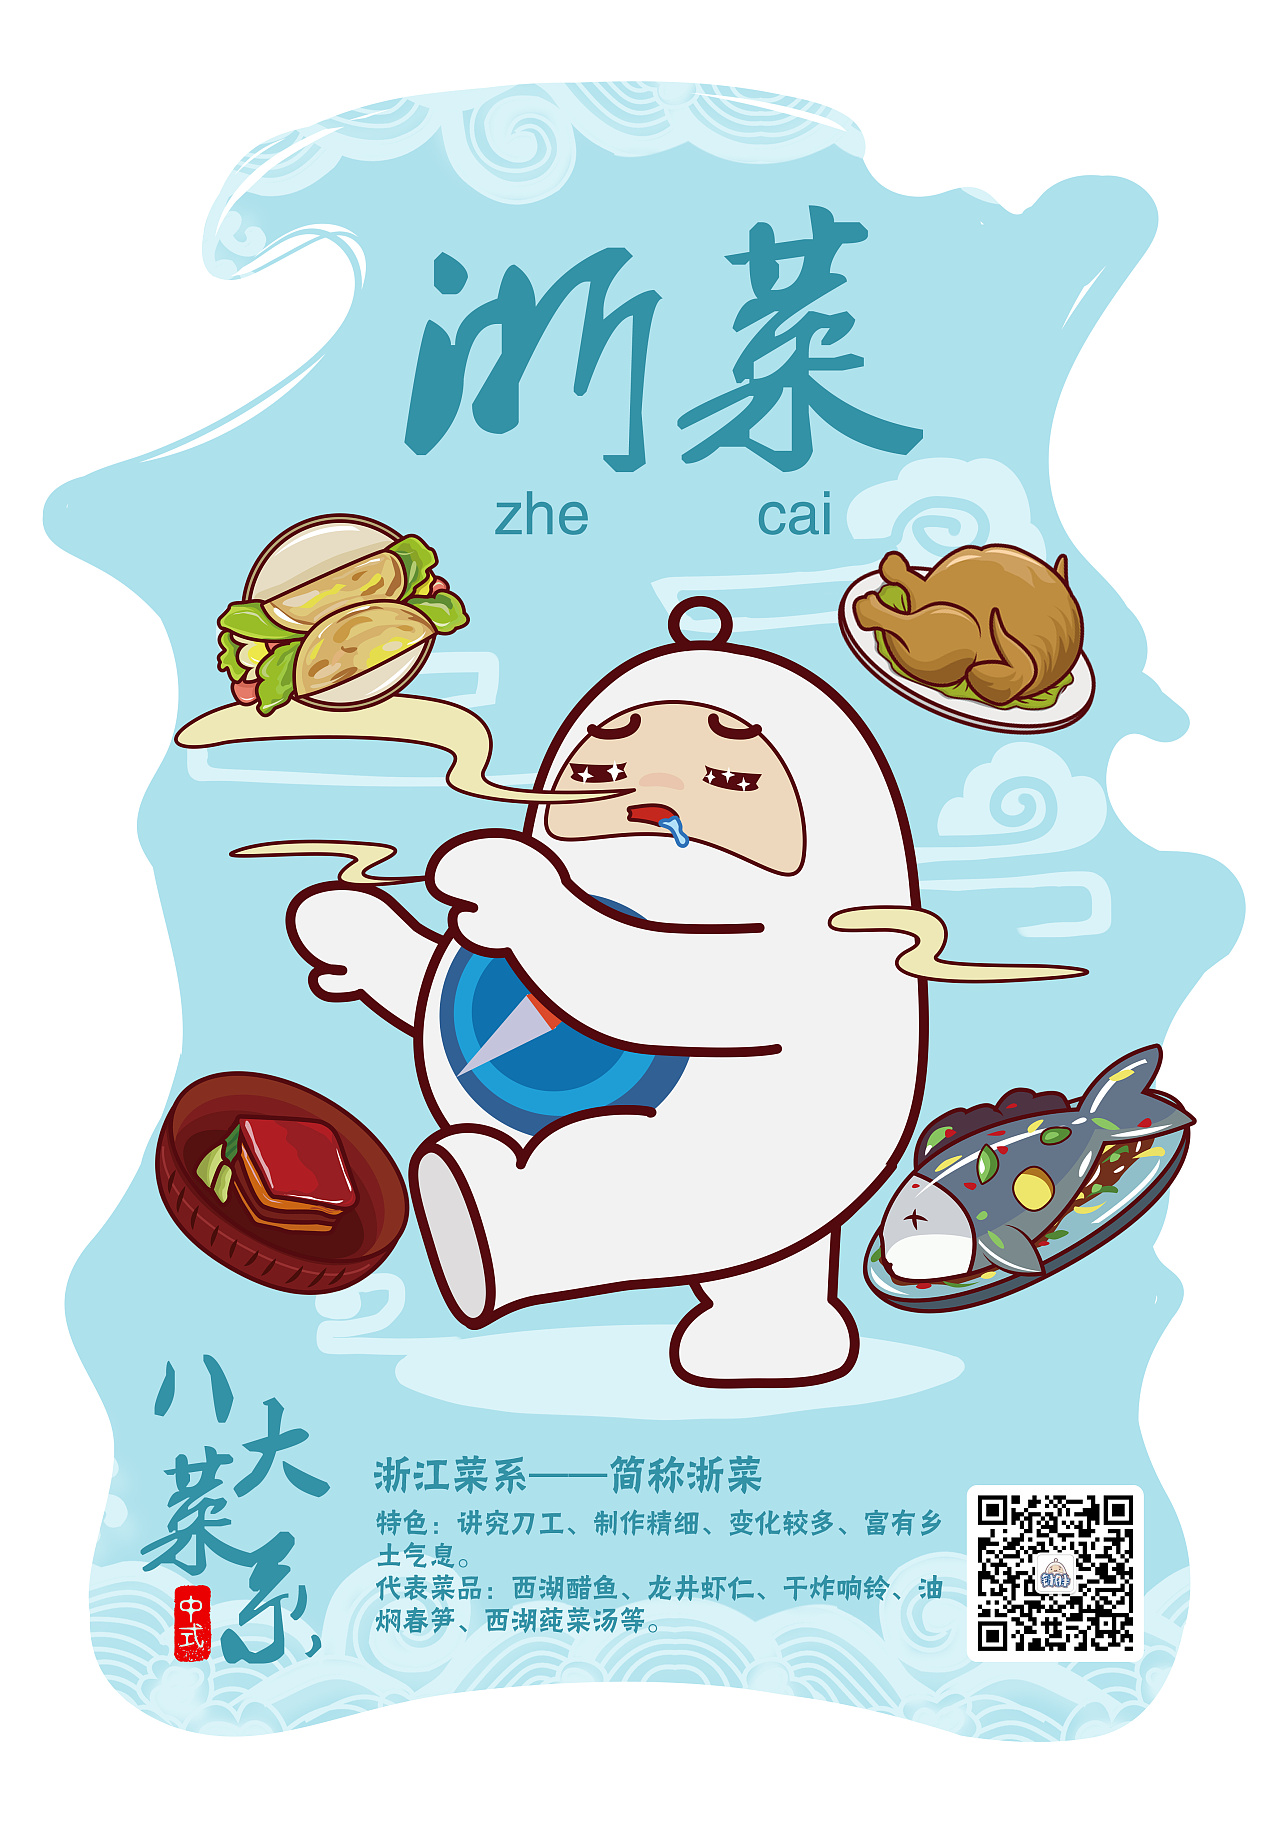 浙菜
zhe cai
八大菜系
中式
浙江菜系——简称浙菜
特色：讲究刀工、制作精细、变化较多、富有乡
土气息。
代表菜品：西湖醋鱼、龙井虾仁、干炸响铃、油
焖春笋、西湖莼菜汤等。